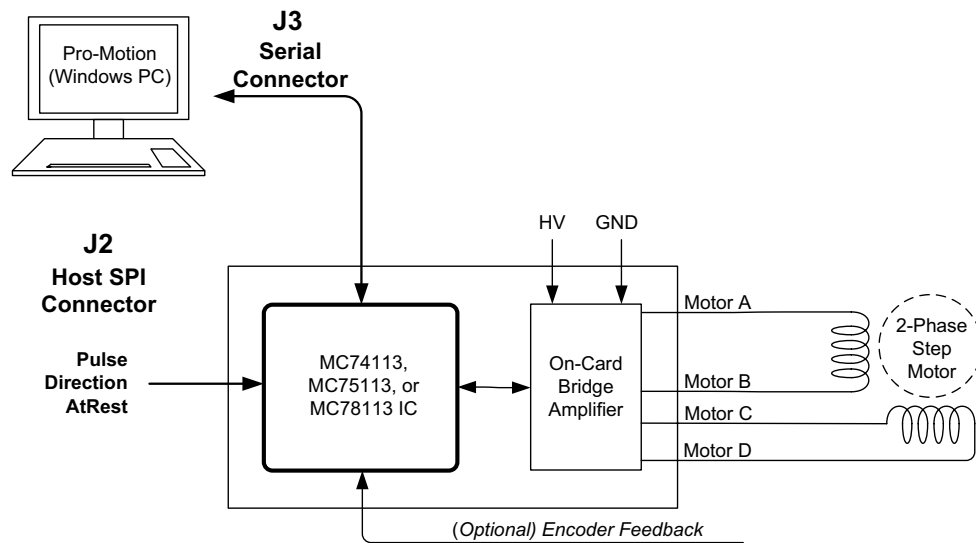 J3
Serial
Connector
Pro-Motion
(Windows PC)
J2
Host SPI
Connector
Pulse
Direction
AtRest
HV
GND
MC74113,
MC75113, or
MC78113 IC
On-Card
Bridge
Amplifier
Motor A
Motor B
Motor C
Motor D
2-Phase
Step
Motor
(Optional) Encoder Feedback